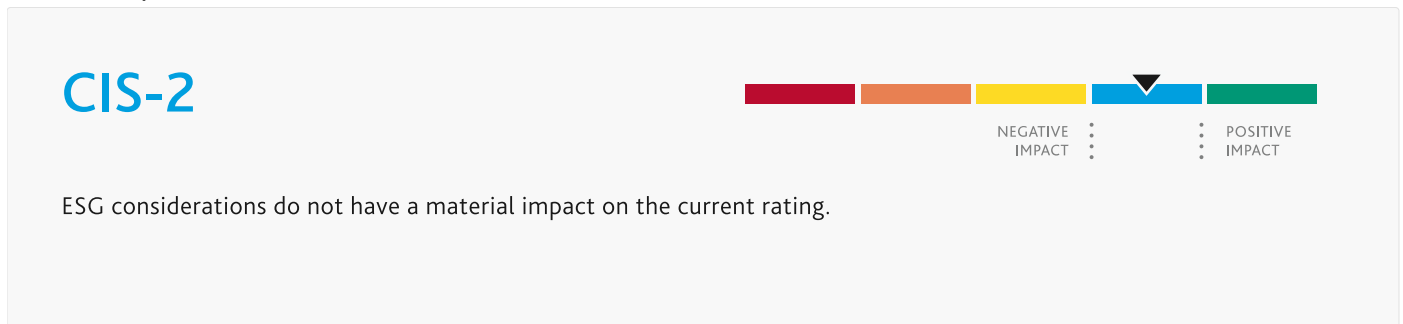 CIS-2
NEGATIVE
IMPACT
POSITIVE
IMPACT
ESG considerations do not have a material impact on the current rating.